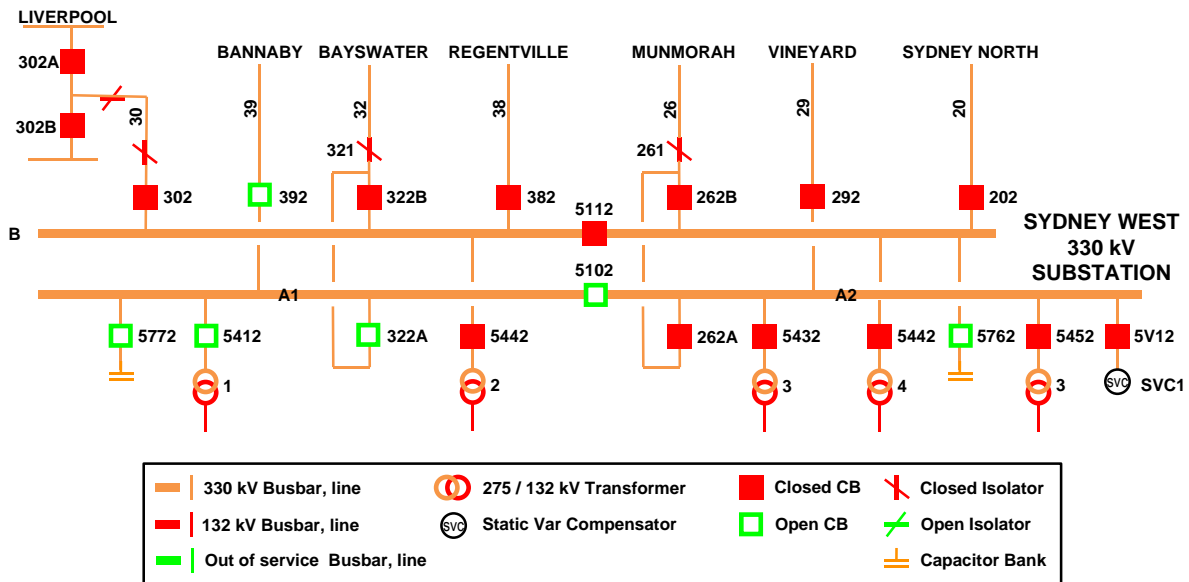 LIVERPOOL
BANNABY BAYSWATER REGENTVILLE MUNMORAH VINEYARD SYDNEY NORTH
302A
302B
30
39
32
38
26
29
20
321
261
302
392
322B
382
262B
292
202
5112
B
SYDNEY WEST
330 kV
SUBSTATION
5102
A1
A2
5772
5412
322A
5442
262A
5432
5442
5762
5452
5V12
1
2
3
4
3
SVC
SVC1
330 kV Busbar, line
132 kV Busbar, line
Out of service Busbar, line
275 / 132 kV Transformer
SVC
Static Var Compensator
Closed CB
Open CB
Closed Isolator
Open Isolator
Capacitor Bank